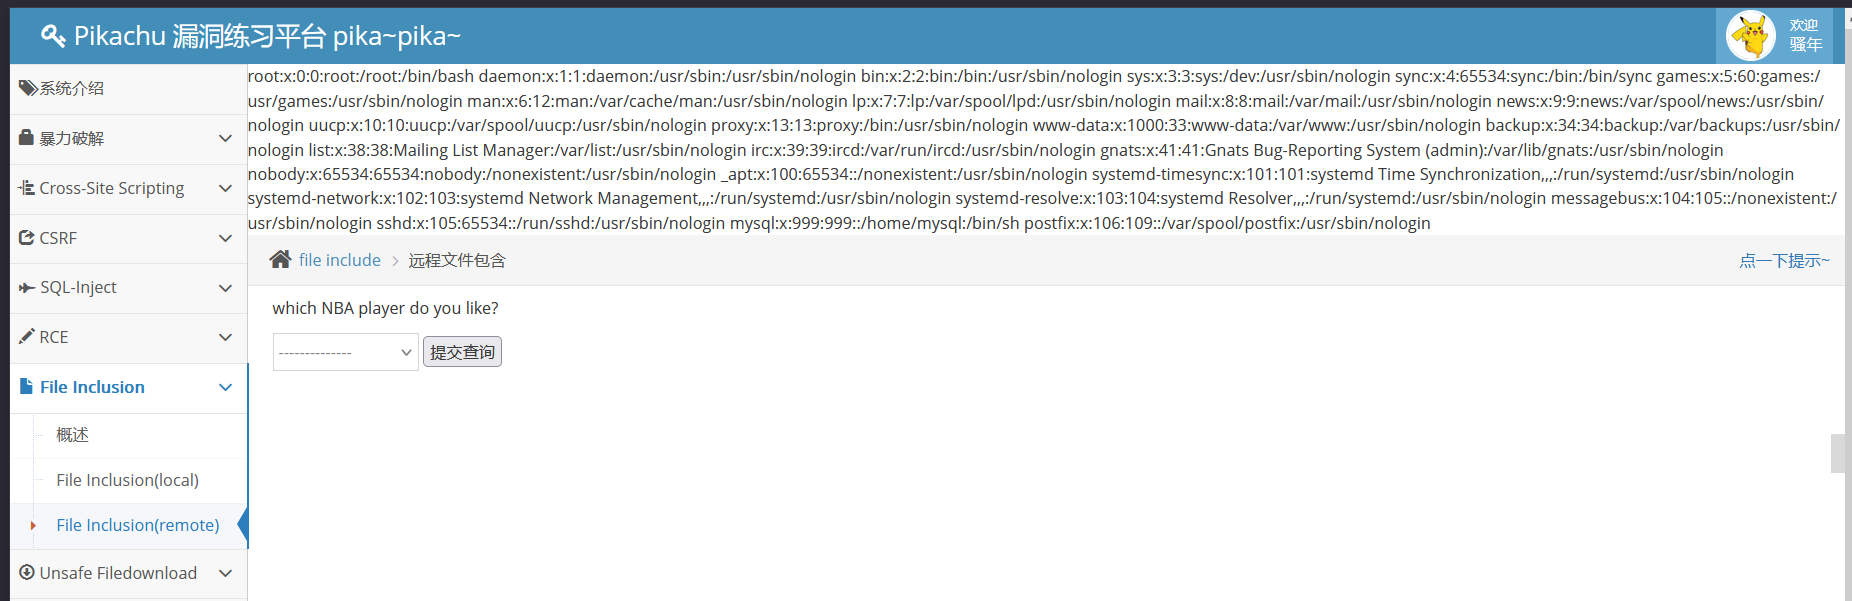 Pikachu 漏洞练习平台 pika~pika~
欢迎
骚年
系统介绍
暴力破解
Cross-Site Scripting
CSRF
SQL-Inject
RCE
File Inclusion
概述
File Inclusion(local)
File Inclusion(remote)
Unsafe Filedownload
root:x:0:0:root:/root:/bin/bash daemon:x:1:1:daemon:/usr/sbin:/usr/sbin/nologin bin:x:2:2:bin:/bin:/usr/sbin/nologin sys:x:3:3:sys:/dev:/usr/sbin/nologin sync:x:4:65534:sync:/bin:/bin/sync games:x:5:60:games:/
usr/games:/usr/sbin/nologin man:x:6:12:man:/var/cache/man:/usr/sbin/nologin lp:x:7:7:lp:/var/spool/lpd:/usr/sbin/nologin mail:x:8:8:mail:/var/mail:/usr/sbin/nologin news:x:9:9:news:/var/spool/news:/usr/sbin/
nologin uucp:x:10:10:uucp:/var/spool/uucp:/usr/sbin/nologin proxy:x:13:13:proxy:/bin:/usr/sbin/nologin www-data:x:1000:33:www-data:/var/www:/usr/sbin/nologin backup:x:34:34:backup:/var/backups:/usr/sbin/
nologin list:x:38:38:Mailing List Manager:/var/list:/usr/sbin/nologin irc:x:39:39:ircd:/var/run/ircd:/usr/sbin/nologin gnats:x:41:41:Gnats Bug-Reporting System (admin):/var/lib/gnats:/usr/sbin/nologin
nobody:x:65534:65534:nobody:/nonexistent:/usr/sbin/nologin _apt:x:100:65534::/nonexistent:/usr/sbin/nologin systemd-timesync:x:101:101:systemd Time Synchronization,,,:/run/systemd:/usr/sbin/nologin
systemd-network:x:102:103:systemd Network Management,,,:/run/systemd:/usr/sbin/nologin systemd-resolve:x:103:104:systemd Resolver,,,:/run/systemd:/usr/sbin/nologin messagebus:x:104:105::/nonexistent:/
usr/sbin/nologin sshd:x:105:65534::/run/sshd:/usr/sbin/nologin mysql:x:999:999::/home/mysql:/bin/sh postfix:x:106:109::/var/spool/postfix:/usr/sbin/nologin
file include > 远程文件包含
点一下提示~
which NBA player do you like?
--------------
提交查询